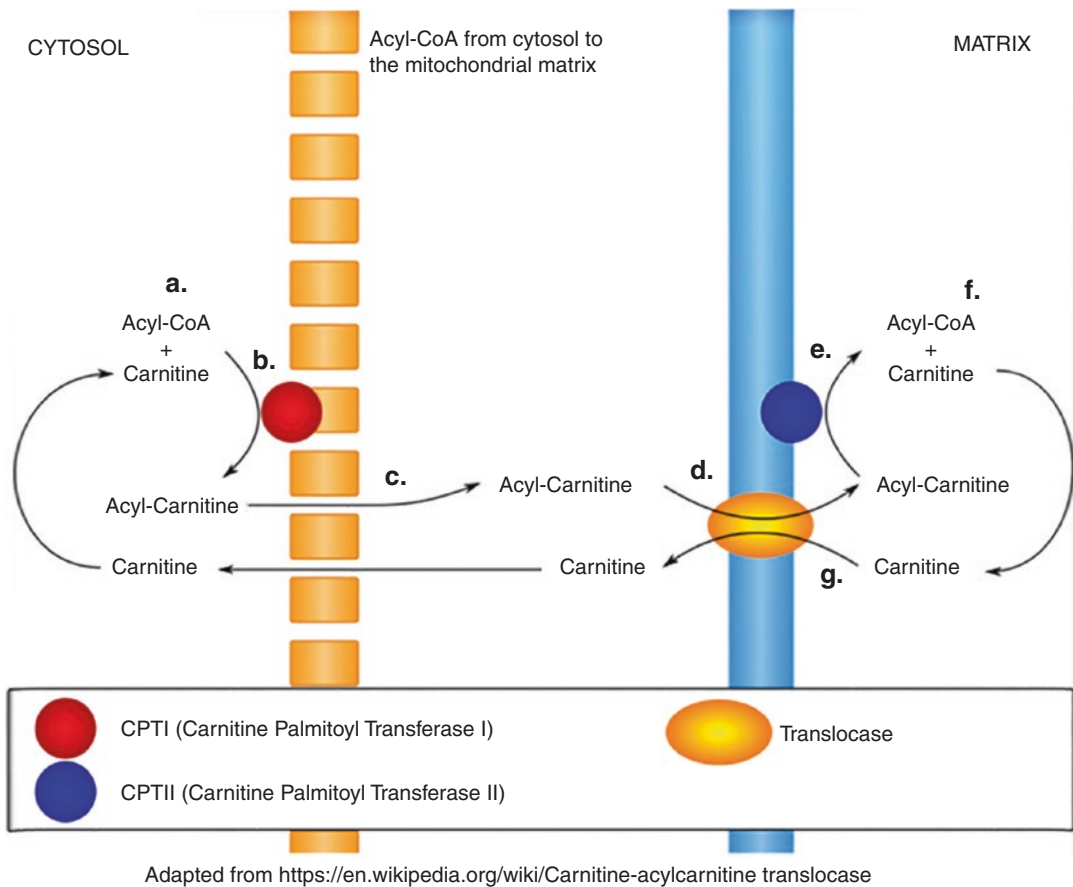 CYTOSOL
Acyl-CoA from cytosol to
the mitochondrial matrix
MATRIX
a.
Acyl-CoA
+
Carnitine
b.
Acyl-Carnitine
Carnitine
c.
Acyl-Carnitine
Carnitine
d.
e.
f.
Acyl-CoA
+
Carnitine
Acyl-Carnitine
g.
Carnitine
CPTI (Carnitine Palmitoyl Transferase I)
Translocase
CPTII (Carnitine Palmitoyl Transferase II)
Adapted from https://en.wikipedia.org/wiki/Carnitine-acylcarnitine translocase